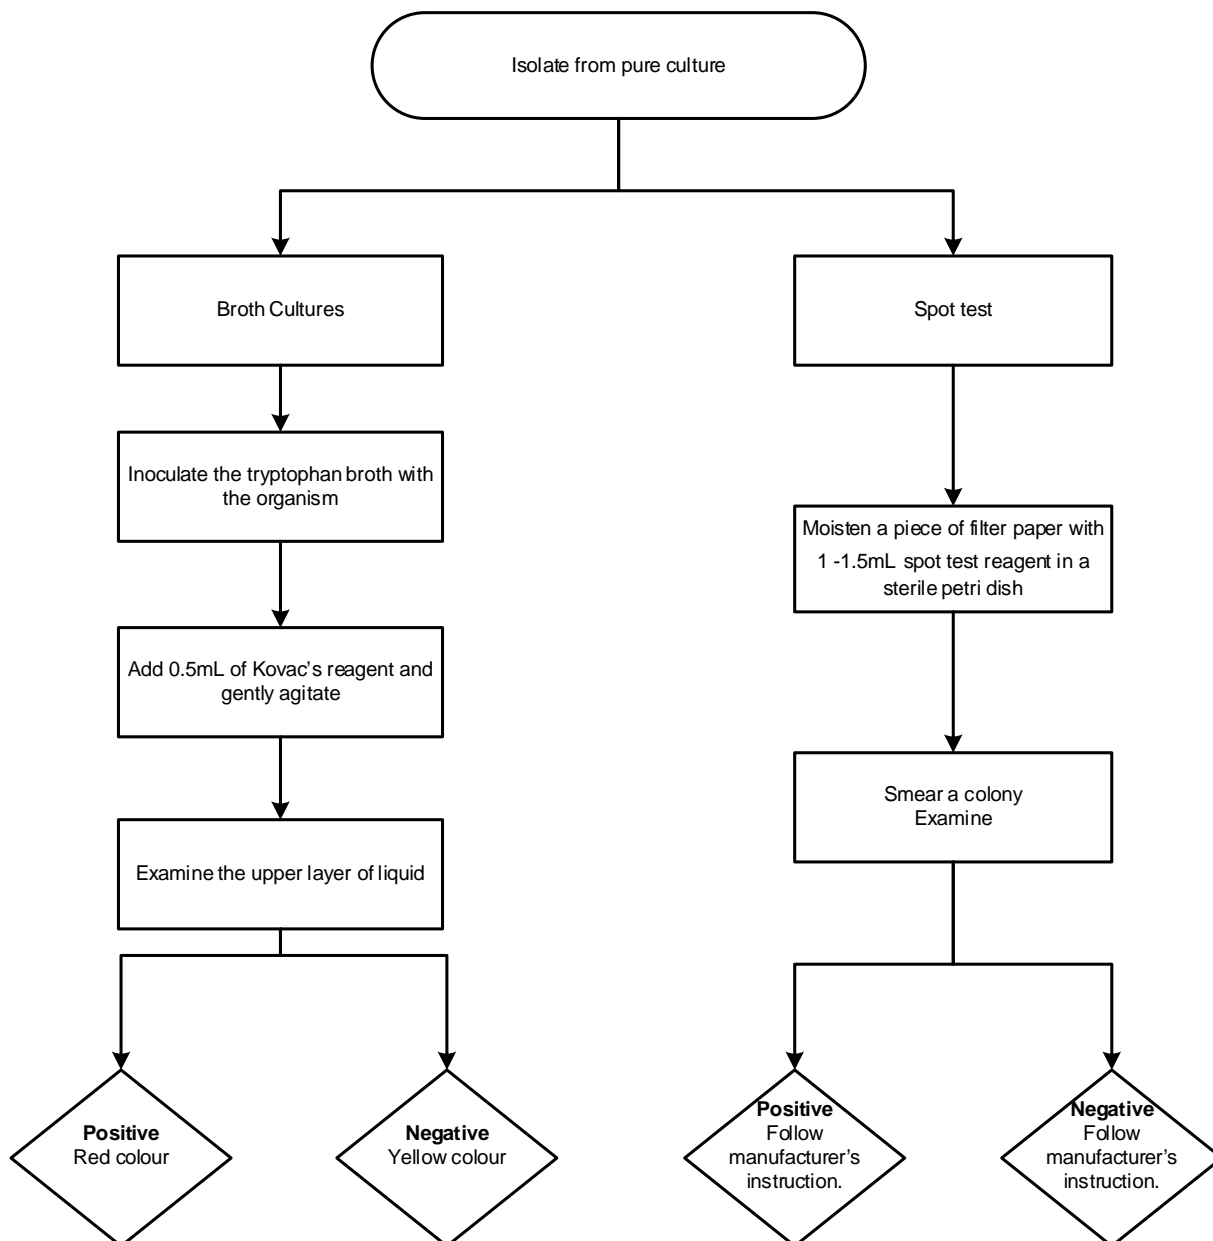 Isolate from pure culture
Broth Cultures
Inoculate the tryptophan broth with
the organism
Add 0.5mL of Kovac’s reagent and
gently agitate
Examine the upper layer of liquid
Positive
Red colour
Negative
Yellow colour
Spot test
Moisten a piece of filter paper with
1 -1.5mL spot test reagent in a
sterile petri dish
Smear a colony
Examine
Positive
Follow
manufacturer’s
instruction.
Negative
Follow
manufacturer’s
instruction.